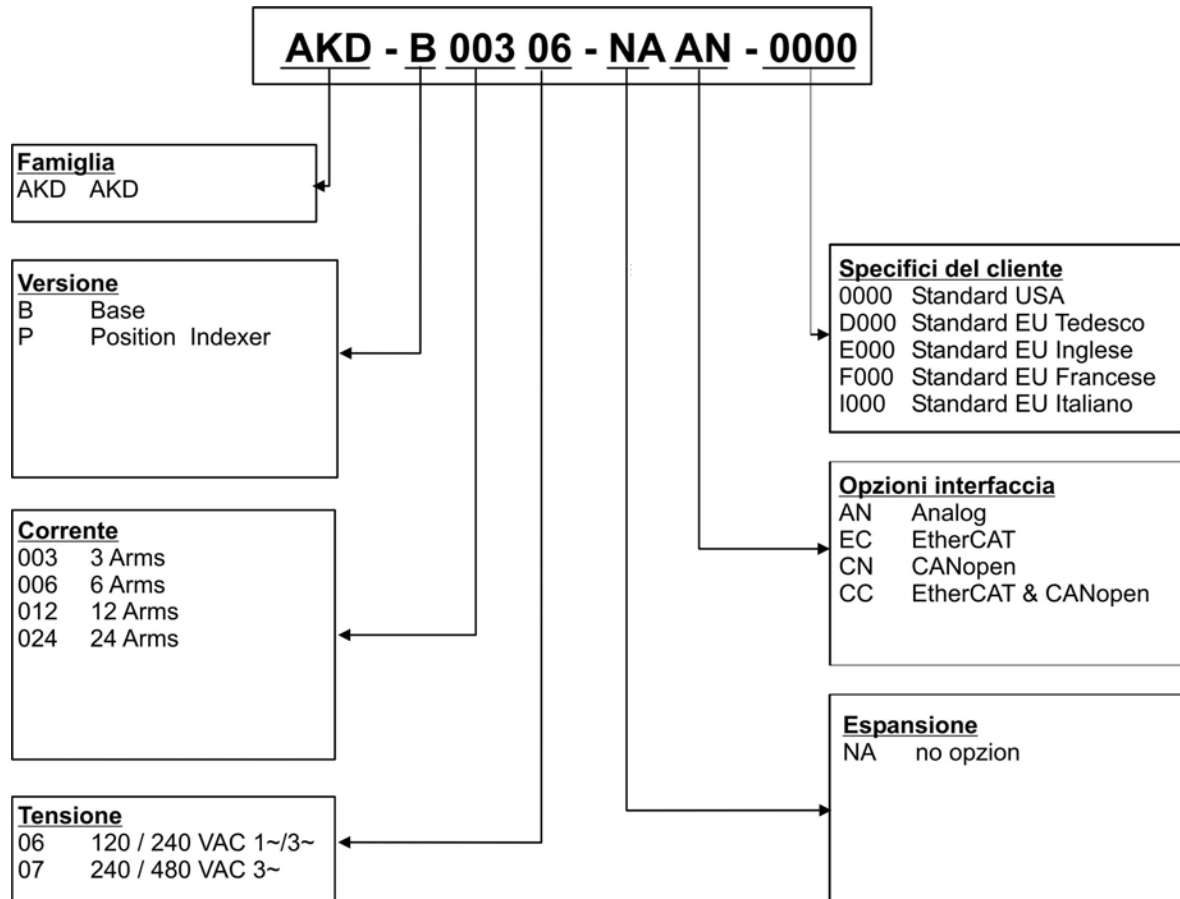 AKD - B 003 06 - NA AN - 0000
Famiglia
AKD AKD
Versione
B Base
P Position Indexer
Corrente
003 3 Arms
006 6 Arms
012 12 Arms
024 24 Arms
Tensione
06 120 / 240 VAC 1~/3~
07 240 / 480 VAC 3~
Specifici del cliente
0000 Standard USA
D000 Standard EU Tedesco
E000 Standard EU Inglese
F000 Standard EU Francese
I000 Standard EU Italiano
Opzioni interfaccia
AN Analog
EC EtherCAT
CN CANopen
CC EtherCAT & CANopen
Espansione
NA no opzion